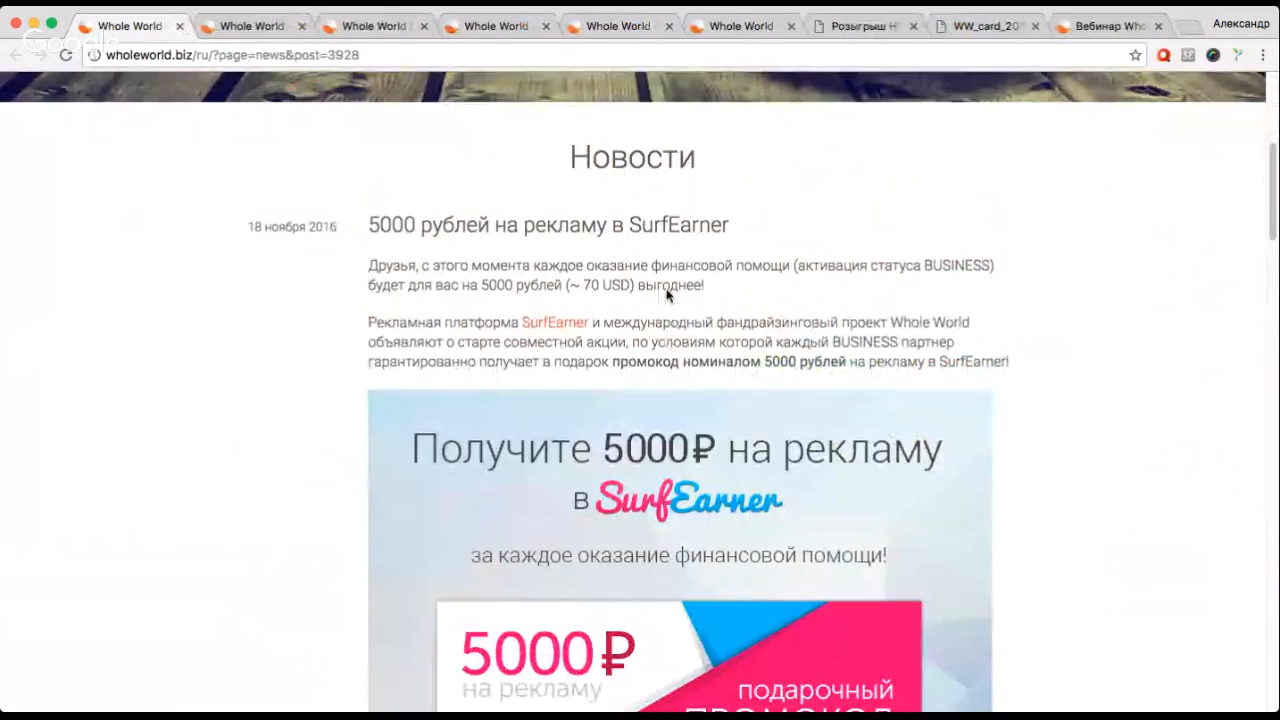 Whole World
Whole World -
Whole World
Whole World -
Whole World
Whole World
Розыгрыш H
WW_card_20
Вебинар Who
Александр
Google
wholeworld.biz/ru/?page=news&post=3928
Новости
18 ноября 2016
5000 рублей на рекламу в SurfEarner
Друзья, с этого момента каждое оказание финансовой помощи (активация статуса BUSINESS)
будет для вас на 5000 рублей (~ 70 USD) выгоднее!
Рекламная платформа SurfEarner и международный фандрайзинговый проект Whole World
объявляют о старте совместной акции, по условиям которой каждый BUSINESS партнер
гарантированно получает в подарок промокод номиналом 5000 рублей на рекламу в SurfEarner!
Получите 5000₽ на рекламу
в SurfEarner
за каждое оказание финансовой помощи!
5000₽
на рекламу
подарочный
ПРОМОКОД